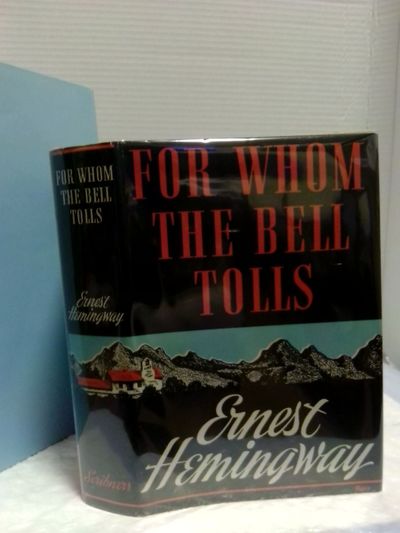 FOR WHOM
THE BELL
TOLLS
Ernest
Hemingway
Scribners
FOR WHOM
THE BELL
TOLLS
Ernest
Hemingway